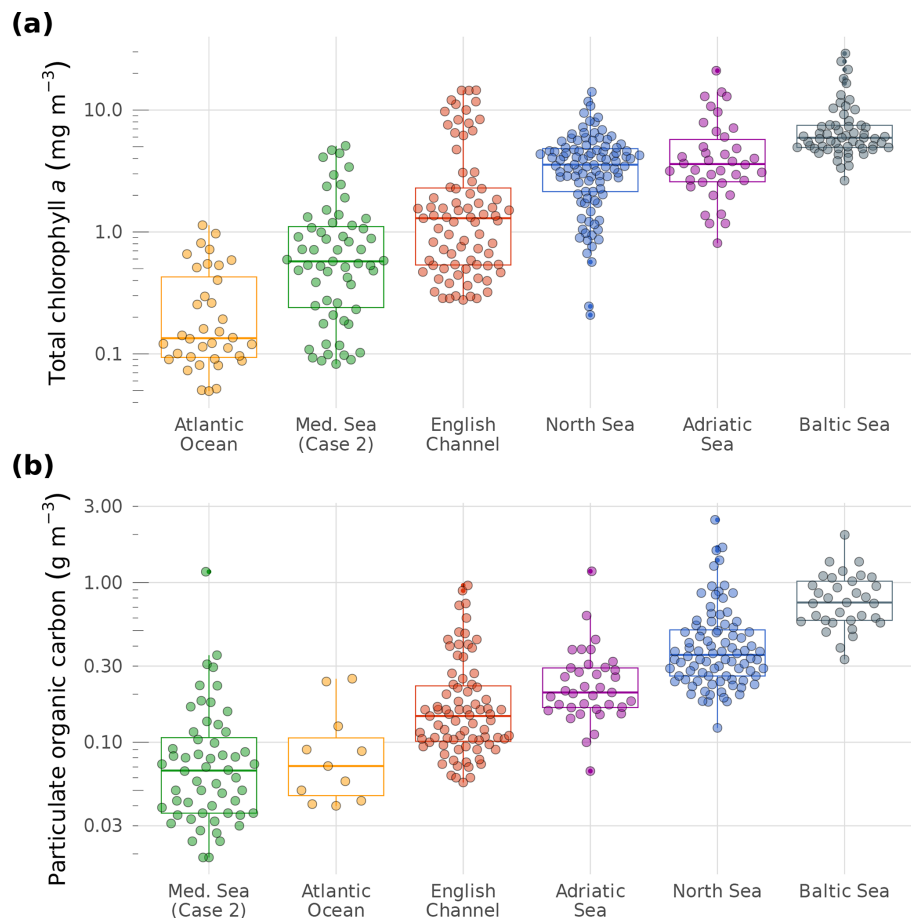 (a)
Total chlorophyll a (mg m⁻³)
10.0
1.0
0.1
Atlantic Ocean
Med. Sea (Case 2)
English Channel
North Sea
Adriatic Sea
Baltic Sea
(b)
Particulate organic carbon (g m⁻³)
3.00
1.00
0.30
0.10
0.03
Med. Sea (Case 2)
Atlantic Ocean
English Channel
Adriatic Sea
North Sea
Baltic Sea